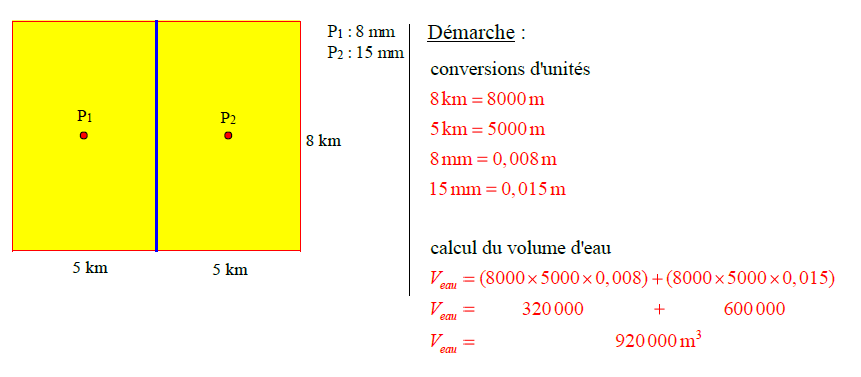 P1
P2
8 km
5 km
5 km
P1 : 8 mm
P2 : 15 mm
Démarche :
conversions d'unités
8 km = 8000 m
5 km = 5000 m
8 mm = 0,008 m
15 mm = 0,015 m
calcul du volume d'eau
Veau = (8000×5000×0,008)+(8000×5000×0,015)
Veau = 320 000 + 600 000
Veau = 920 000 m³